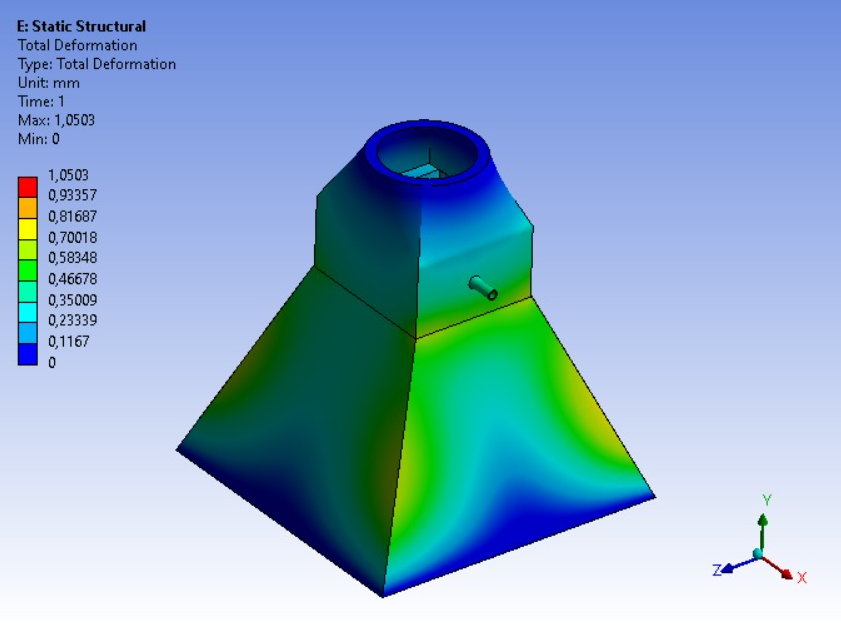 E: Static Structural
Total Deformation
Type: Total Deformation
Unit: mm
Time: 1
Max: 1,0503
Min: 0
1,0503
0,93357
0,81687
0,70018
0,58348
0,46678
0,35009
0,23339
0,1167
0
Y
Z
X